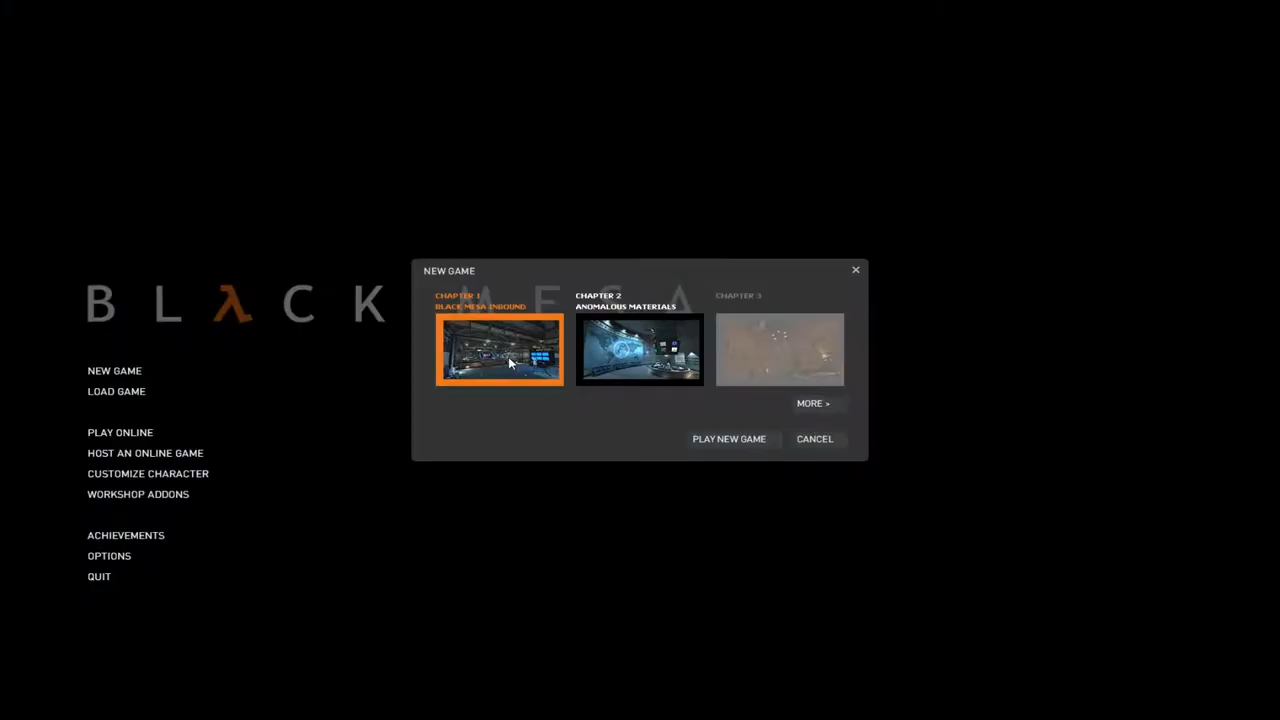 BLλCK MESA
NEW GAME
LOAD GAME
PLAY ONLINE
HOST AN ONLINE GAME
CUSTOMIZE CHARACTER
WORKSHOP ADDONS
ACHIEVEMENTS
OPTIONS
QUIT
NEW GAME
CHAPTER 1
BLACK MESA INBOUND
CHAPTER 2
ANOMALOUS MATERIALS
CHAPTER 3
MORE >
PLAY NEW GAME
CANCEL